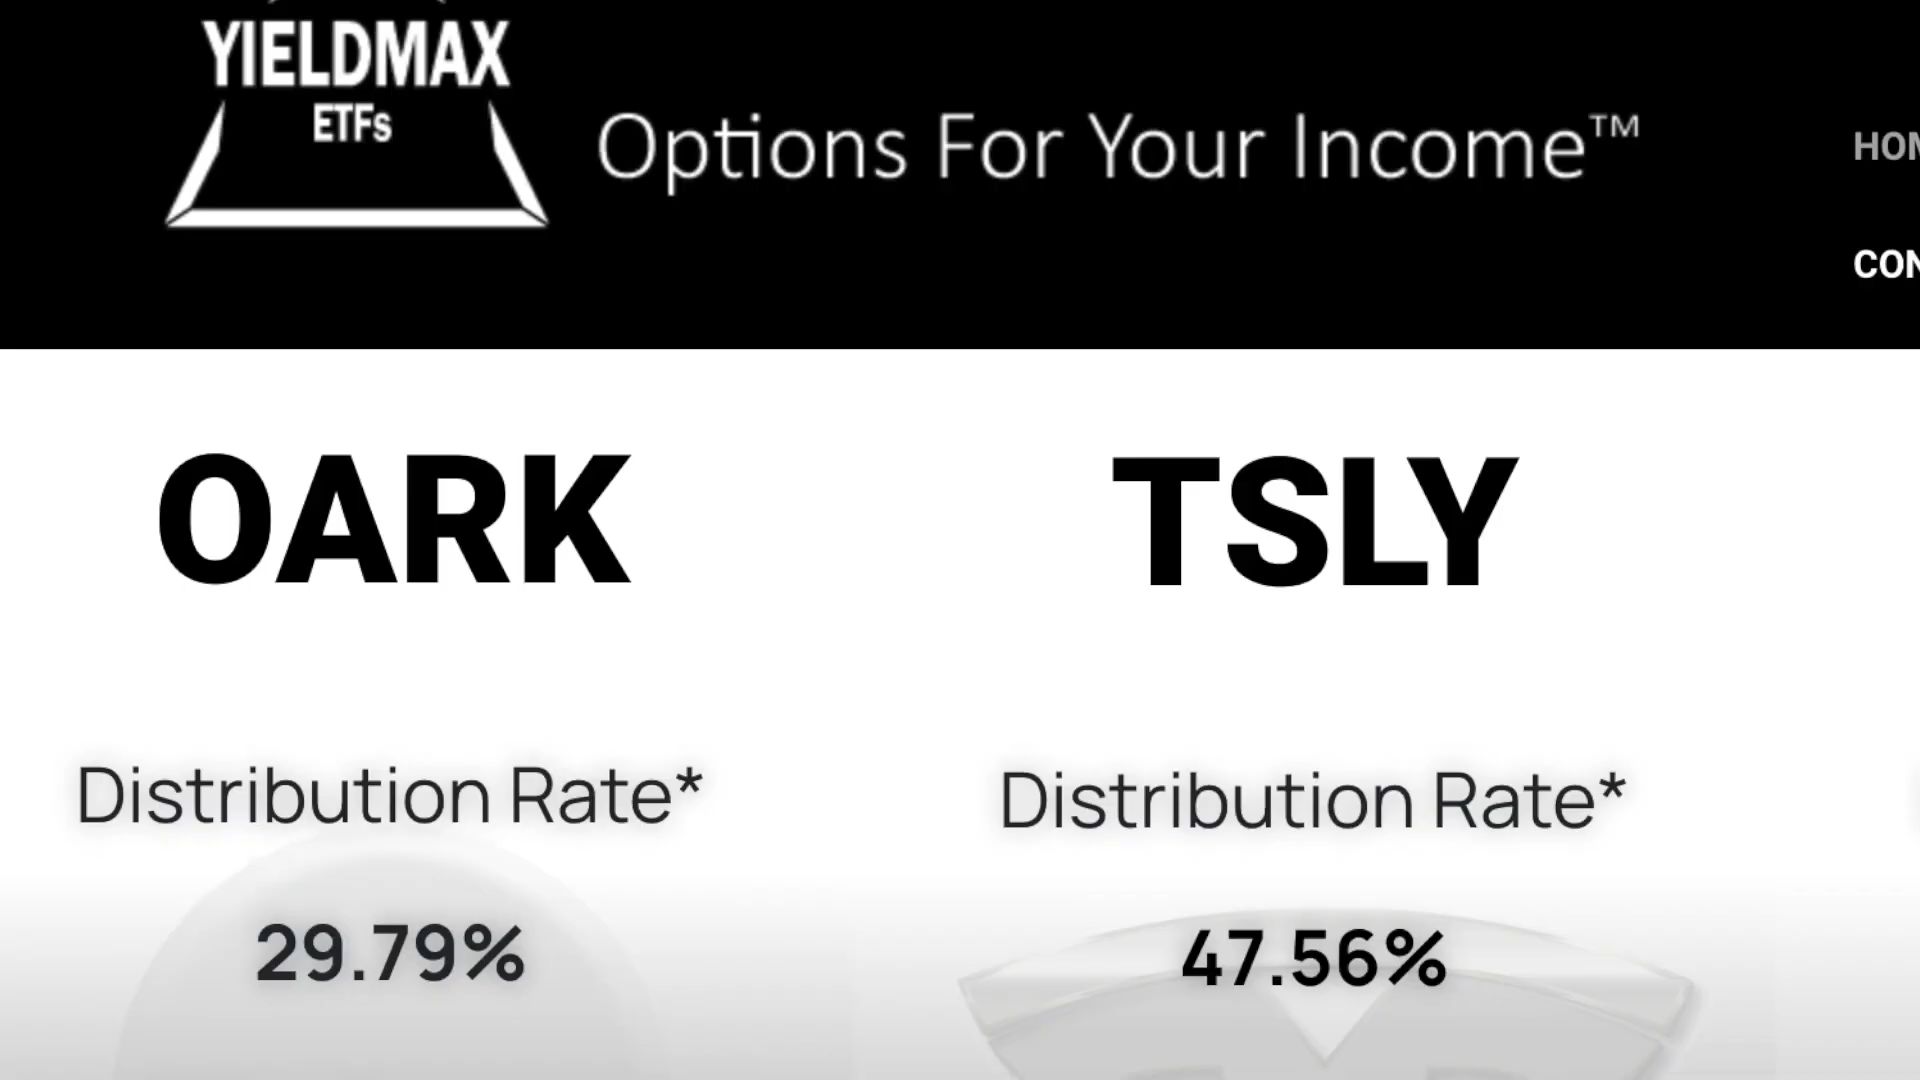 YIELDMAX
ETFs
Options For Your Income™
OARK
TSLY
Distribution Rate*
Distribution Rate*
29.79%
47.56%